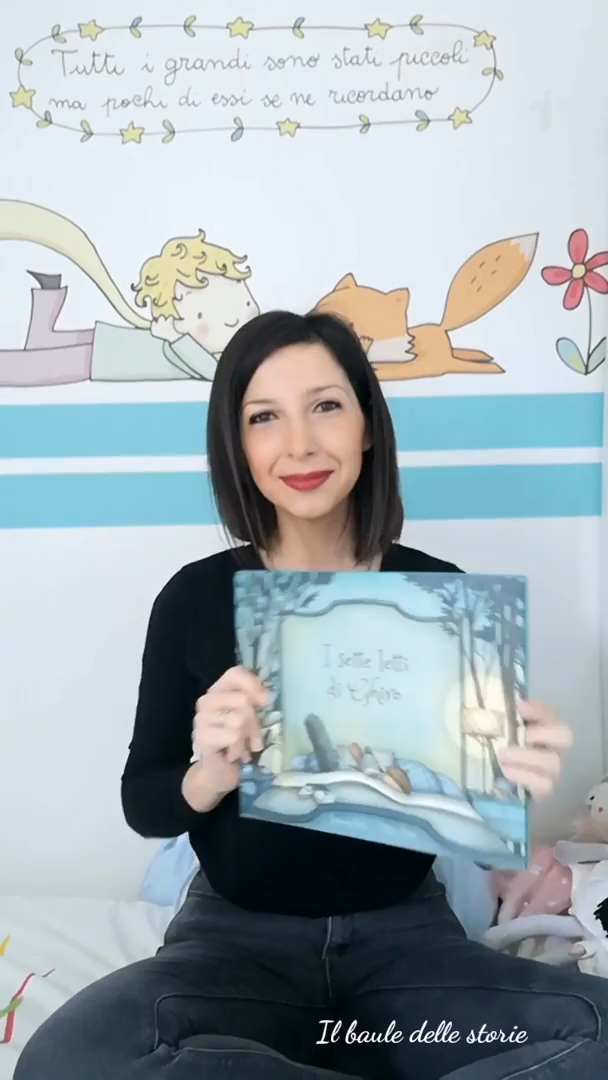 Tutti i grandi sono stati piccoli
ma pochi di essi se ne ricordano
I sette letti
di Ghiro
Il baule delle storie